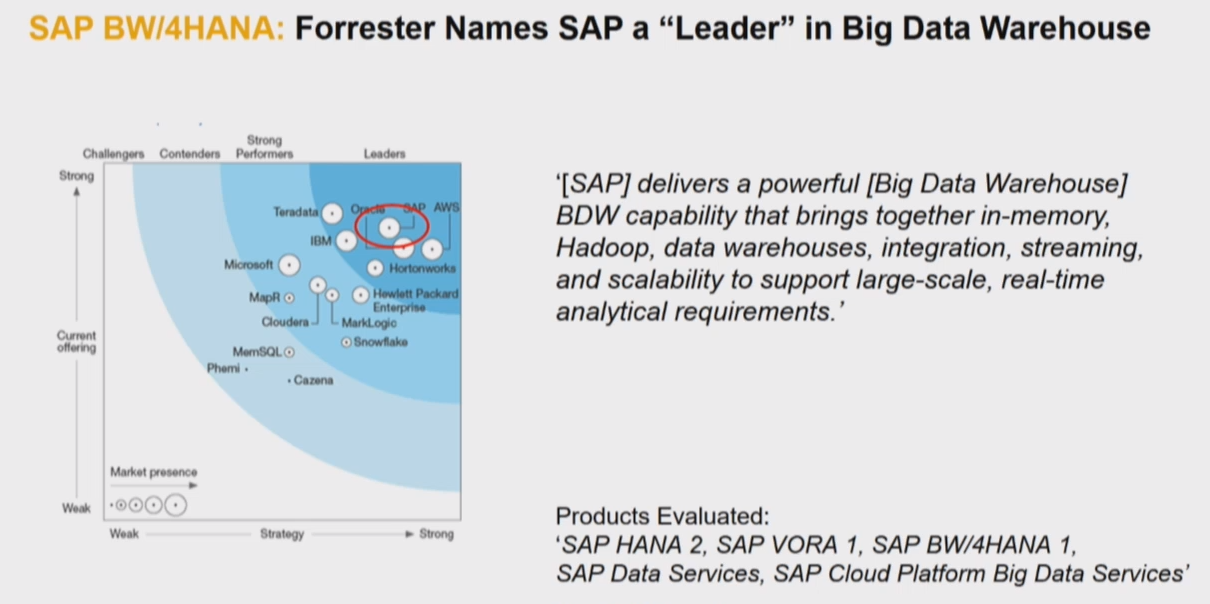 SAP BW/4HANA: Forrester Names SAP a “Leader” in Big Data Warehouse
Strong
Challengers Contenders Performers Leaders
Strong
Teradata Oracle SAP AWS
IBM
Microsoft Hortonworks
MapR Hewlett Packard
Enterprise
Cloudera MarkLogic
Current
offering
Snowflake
MemSQL
Phemi
Cazena
Market presence
Weak
Weak Strategy Strong
‘[SAP] delivers a powerful [Big Data Warehouse]
BDW capability that brings together in-memory,
Hadoop, data warehouses, integration, streaming,
and scalability to support large-scale, real-time
analytical requirements.’
Products Evaluated:
‘SAP HANA 2, SAP VORA 1, SAP BW/4HANA 1,
SAP Data Services, SAP Cloud Platform Big Data Services’